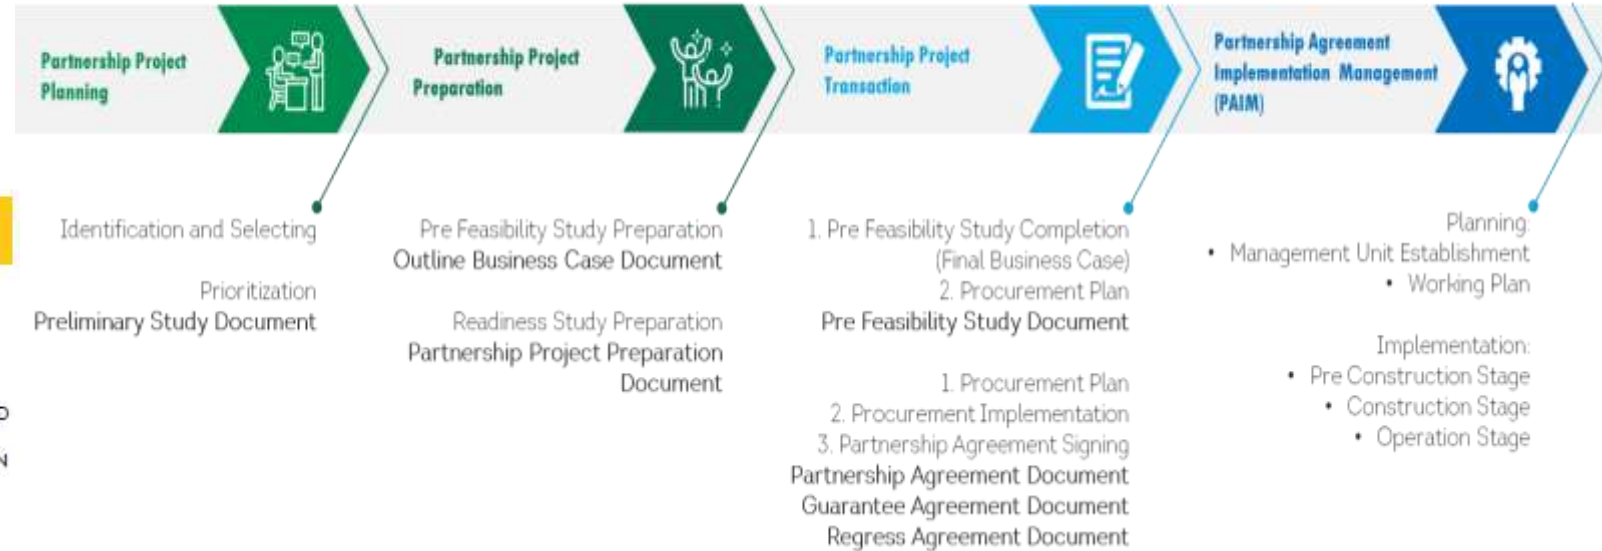 Partnership Project
Planning
Partnership Project
Preparation
Partnership Project
Transaction
Partnership Agreement
Implementation Management
(PAIM)
Identification and Selecting
Prioritization
Preliminary Study Document
Pre Feasibility Study Preparation
Outline Business Case Document
Readiness Study Preparation
Partnership Project Preparation
Document
1. Pre Feasibility Study Completion
(Final Business Case)
2. Procurement Plan
Pre Feasibility Study Document
1. Procurement Plan
2. Procurement Implementation
3. Partnership Agreement Signing
Partnership Agreement Document
Guarantee Agreement Document
Regress Agreement Document
Planning:
• Management Unit Establishment
• Working Plan
Implementation:
• Pre Construction Stage
• Construction Stage
• Operation Stage